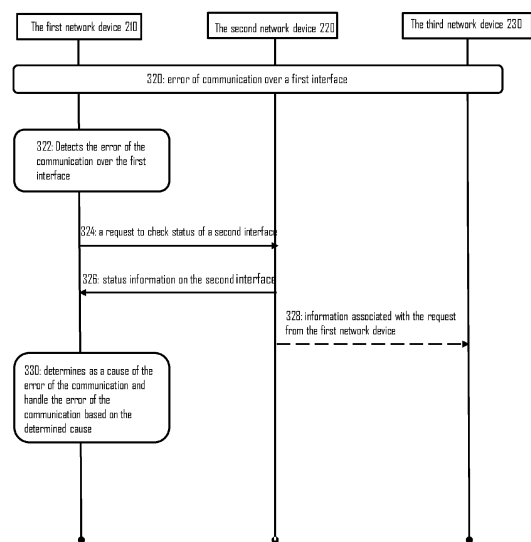 The first network device 210
The second network device 220
The third network device 230
320: error of communication over a first interface
322: Detects the error of the
communication over the first
interface
324: a request to check status of a second interface
326: status information on the second interface
328: information associated with the request
from the first network device
330: determines as a cause of the
error of the communication and
handle the error of the
communication based on the
determined cause